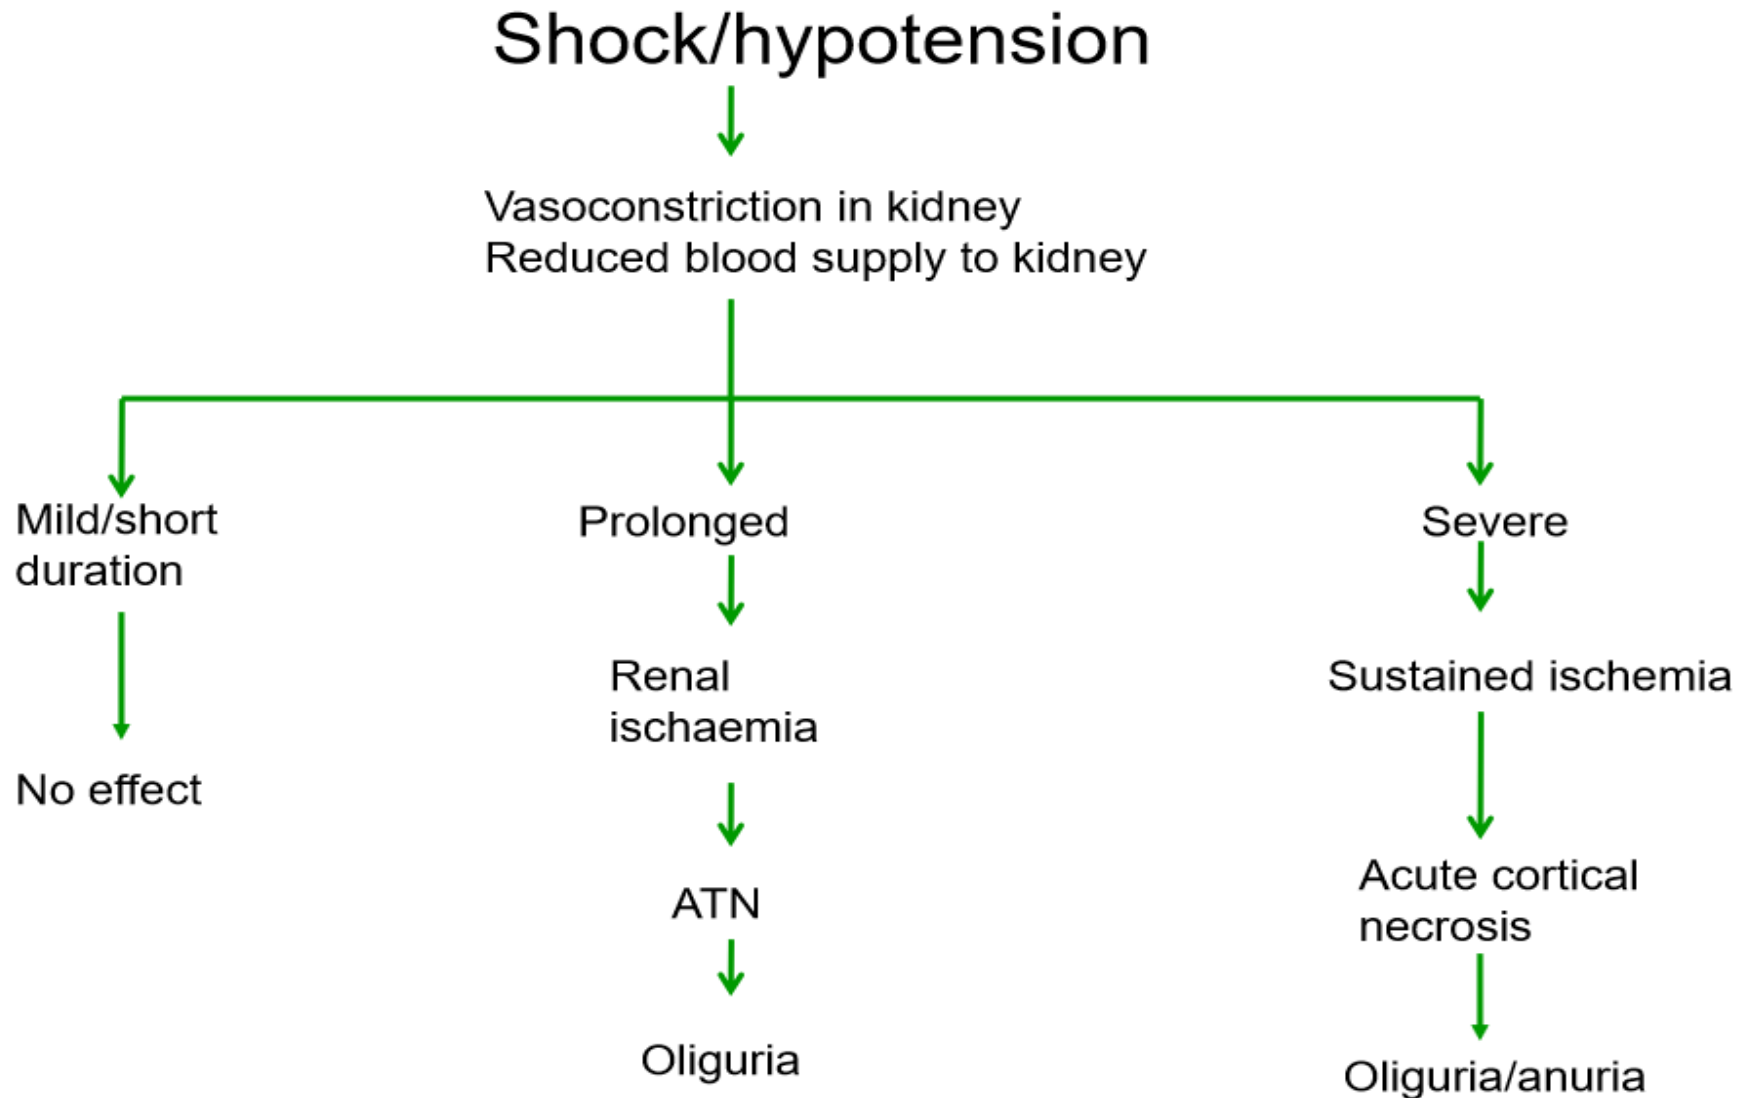 Shock/hypotension
Vasoconstriction in kidney
Reduced blood supply to kidney
Mild/short
duration
No effect
Prolonged
Renal
ischaemia
ATN
Oliguria
Severe
Sustained ischemia
Acute cortical
necrosis
Oliguria/anuria